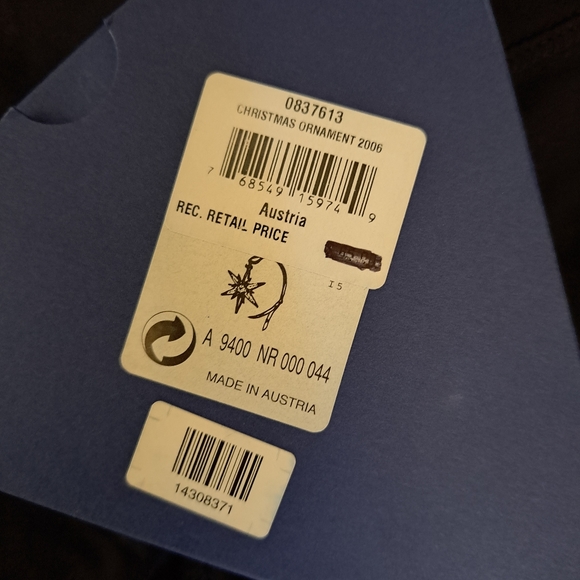 0837613
CHRISTMAS ORNAMENT 2006
7 68549 15974 9
Austria
REC. RETAIL PRICE
I 5
A 9400 NR 000 044
MADE IN AUSTRIA
14308371